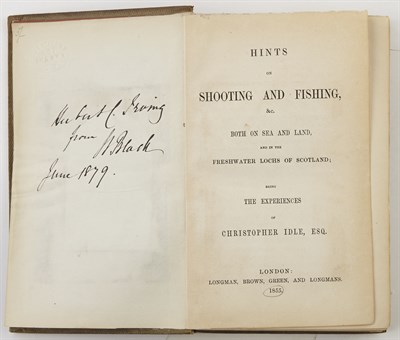 Herbert C. Irving
from
Black
June 1879.
HINTS
ON
SHOOTING AND FISHING,
&c.
BOTH ON SEA AND LAND,
AND IN THE
FRESHWATER LOCHS OF SCOTLAND;
BEING
THE EXPERIENCES
OF
CHRISTOPHER IDLE, ESQ.
LONDON:
LONGMAN, BROWN, GREEN, AND LONGMANS.
1855.